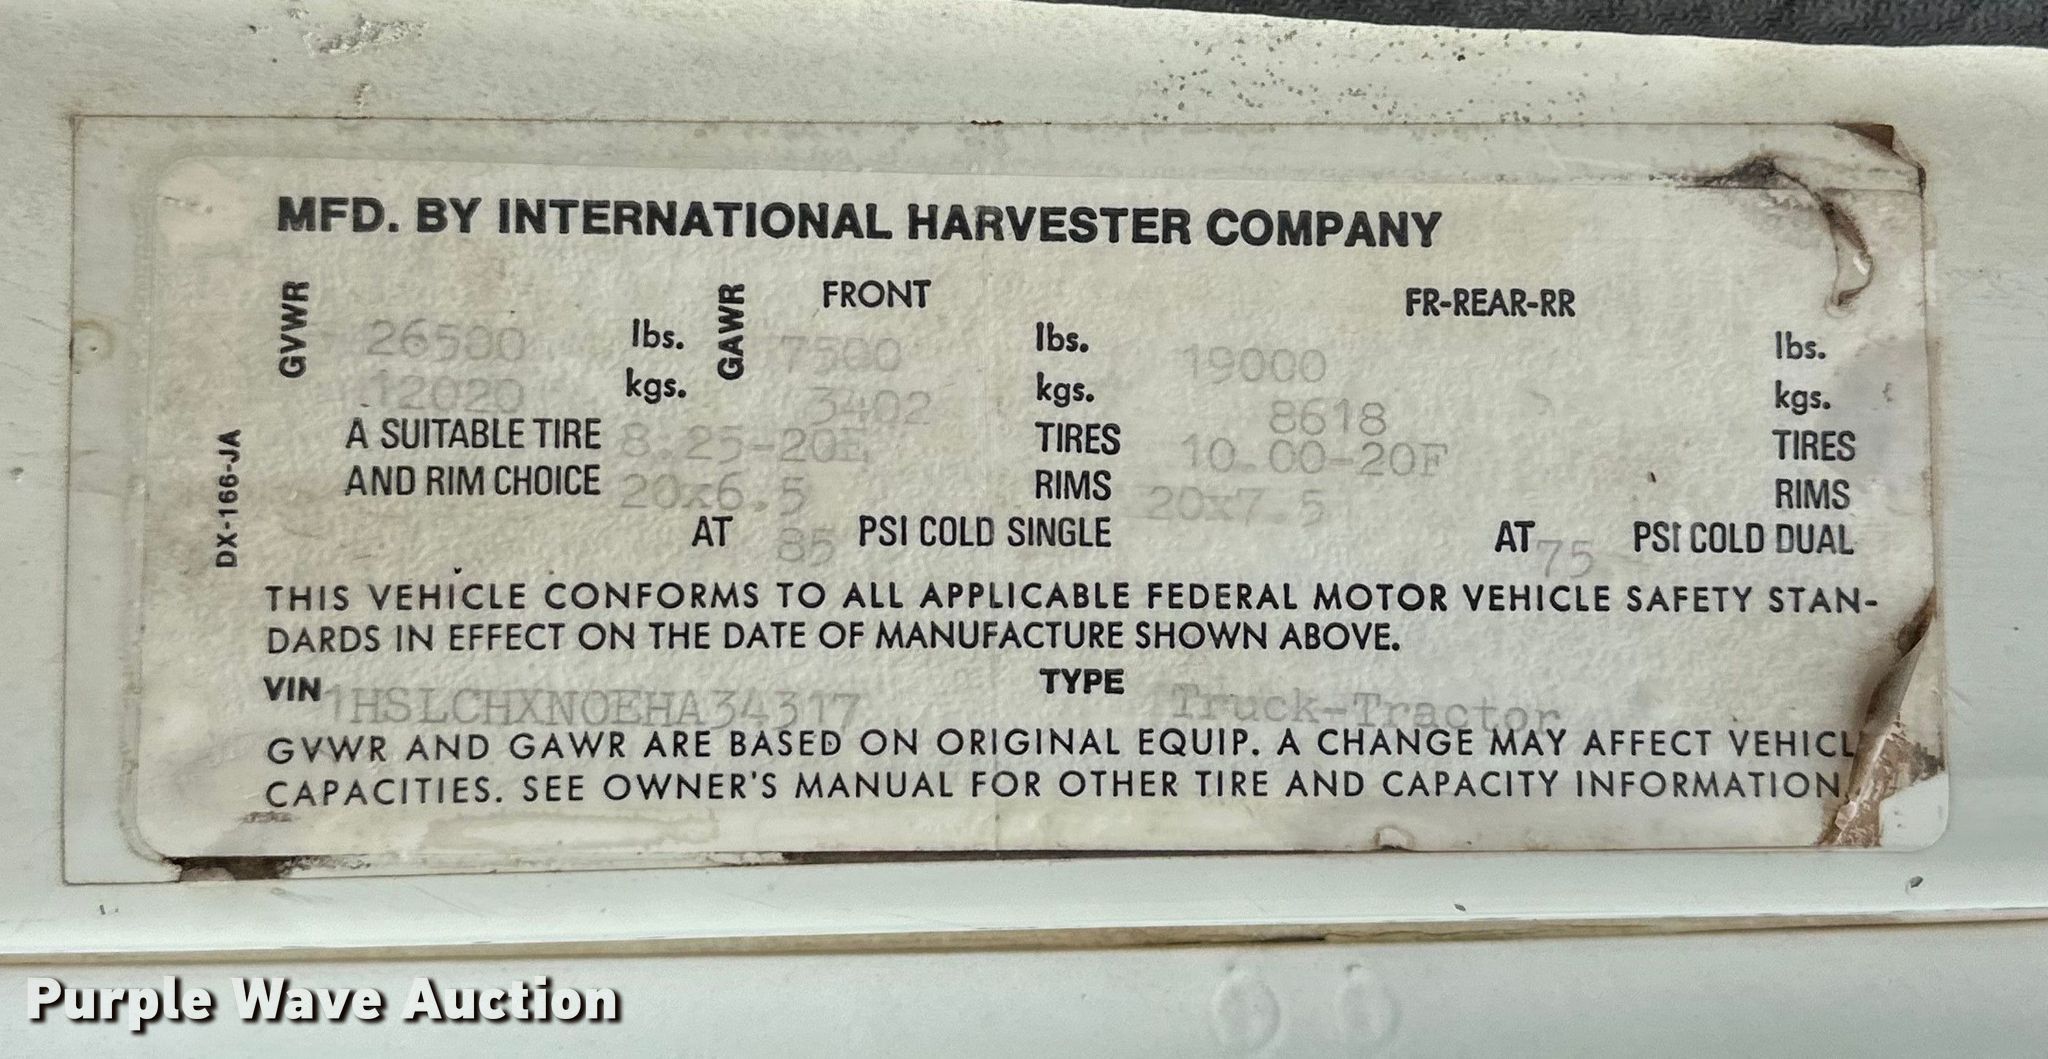 MFD. BY INTERNATIONAL HARVESTER COMPANY
FRONT FR-REAR-RR
GVWR 26500 lbs. GAWR 7500 lbs. 19000 lbs.
12020 kgs. 3402 kgs. 8618 kgs.
A SUITABLE TIRE 8.25-20E TIRES 10.00-20F TIRES
AND RIM CHOICE 20x6.5 RIMS 20x7.5 RIMS
AT 85 PSI COLD SINGLE AT 75 PSI COLD DUAL
DX-166-JA
THIS VEHICLE CONFORMS TO ALL APPLICABLE FEDERAL MOTOR VEHICLE SAFETY STAN-
DARDS IN EFFECT ON THE DATE OF MANUFACTURE SHOWN ABOVE.
VIN 1HSLCHXN0EHA34317 TYPE Truck-Tractor
GVWR AND GAWR ARE BASED ON ORIGINAL EQUIP. A CHANGE MAY AFFECT VEHICL
CAPACITIES. SEE OWNER'S MANUAL FOR OTHER TIRE AND CAPACITY INFORMATION.
Purple Wave Auction